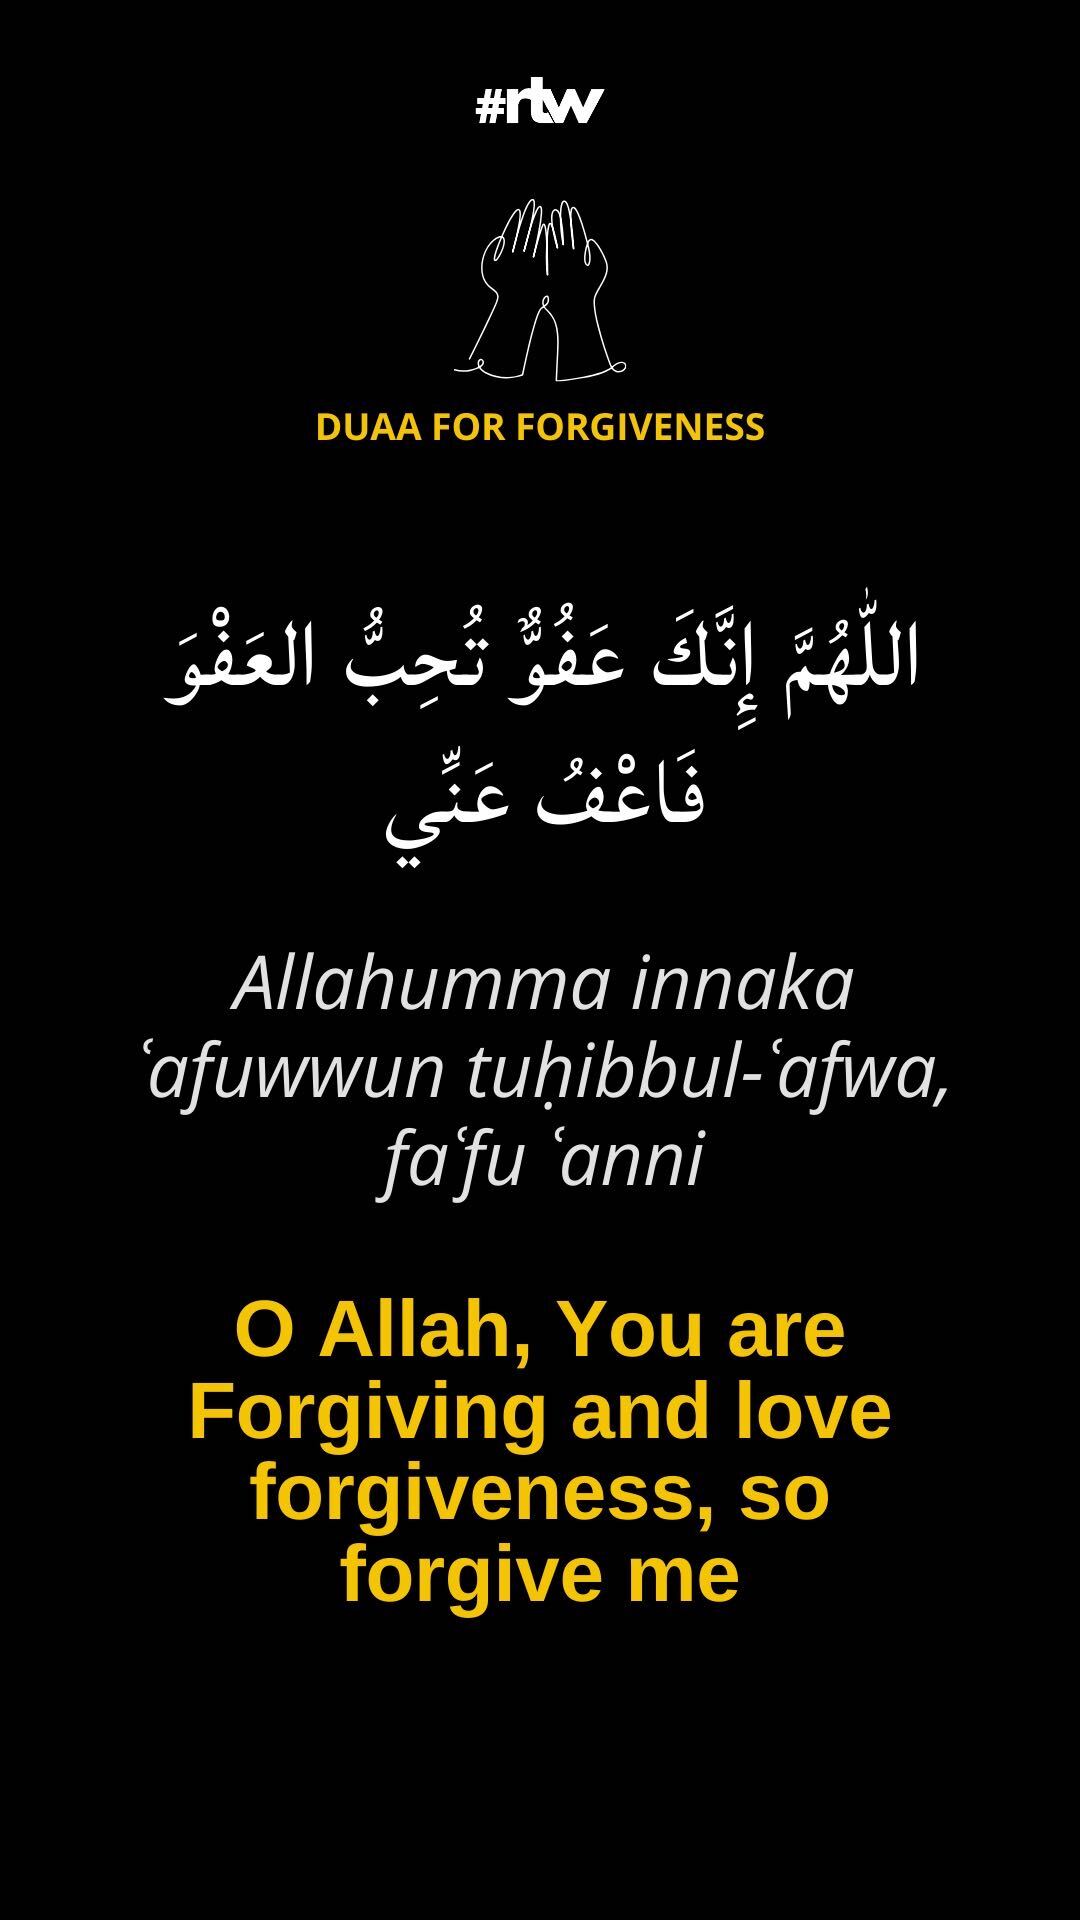 #rtw
DUAA FOR FORGIVENESS
اللّٰهُمَّ إِنَّكَ عَفُوٌّ تُحِبُّ العَفْوَ
فَاعْفُ عَنِّي
Allahumma innaka
ʿafuwwun tuḥibbul-ʿafwa,
faʿfu ʿanni
O Allah, You are
Forgiving and love
forgiveness, so
forgive me